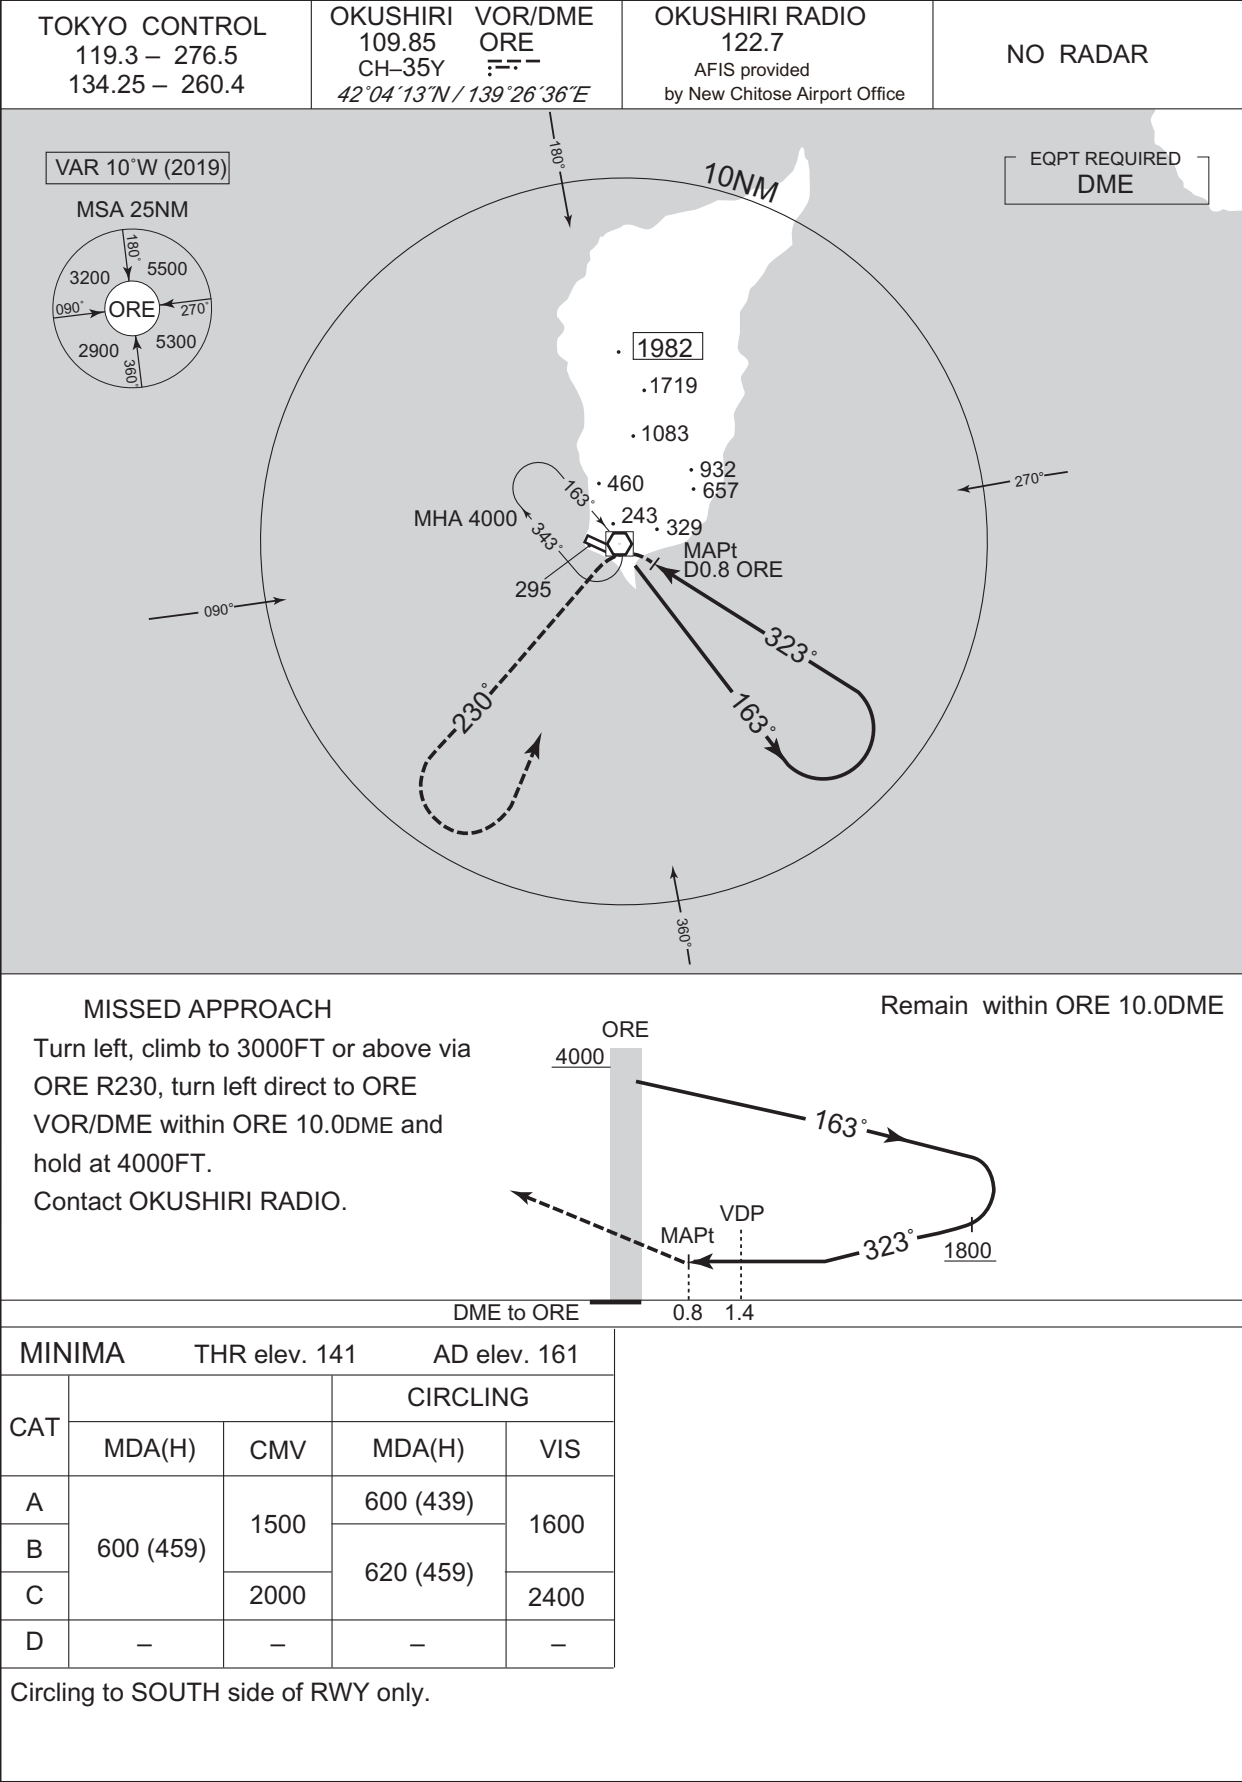 TOKYO CONTROL
119.3 – 276.5
134.25 – 260.4
OKUSHIRI VOR/DME
109.85 ORE
CH–35Y
42˚04´13˝N / 139˚26´36˝E
OKUSHIRI RADIO
122.7
AFIS provided
by New Chitose Airport Office
NO RADAR
VAR 10˚W (2019)
MSA 25NM
180˚
3200
5500
090˚
ORE
270˚
2900
5300
360˚
180˚
10NM
EQPT REQUIRED
DME
1982
1719
1083
932
657
460
243
329
163˚
343˚
MHA 4000
295
MAPt
D0.8 ORE
270˚
090˚
323˚
163˚
230˚
360˚
MISSED APPROACH
Turn left, climb to 3000FT or above via
ORE R230, turn left direct to ORE
VOR/DME within ORE 10.0DME and
hold at 4000FT.
Contact OKUSHIRI RADIO.
Remain within ORE 10.0DME
ORE
4000
163˚
VDP
MAPt
323˚
1800
DME to ORE
0.8 1.4
MINIMA THR elev. 141 AD elev. 161
CAT
CIRCLING
MDA(H) CMV MDA(H) VIS
A 600 (459) 1500 600 (439) 1600
B 620 (459)
C 2000 2400
D – – – –
Circling to SOUTH side of RWY only.